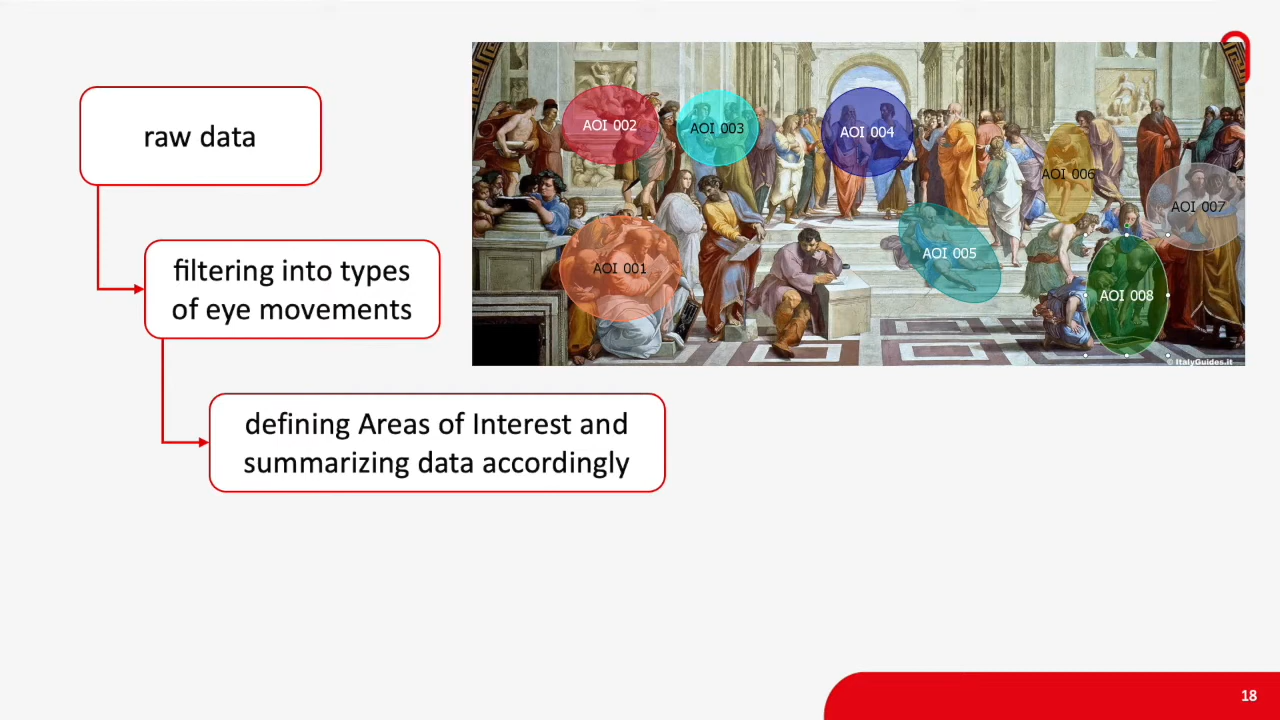 raw data
filtering into types
of eye movements
defining Areas of Interest and
summarizing data accordingly
AOI 002
AOI 003
AOI 004
AOI 006
AOI 007
AOI 005
AOI 001
AOI 008
© ItalyGuides.it
18